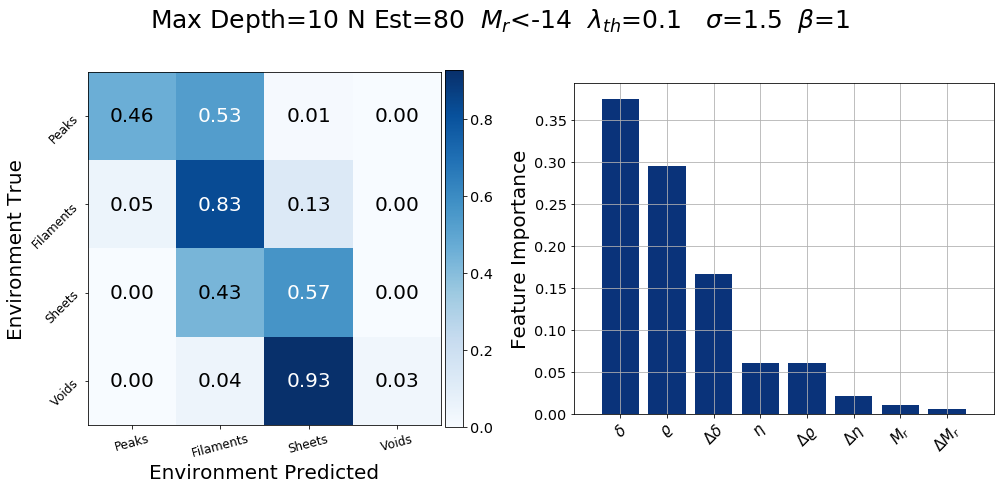 Max Depth=10 N Est=80 $M_r$<-14 $\lambda_{th}$=0.1 $\sigma$=1.5 $\beta$=1
Environment True
Peaks 0.46 0.53 0.01 0.00
Filaments 0.05 0.83 0.13 0.00
Sheets 0.00 0.43 0.57 0.00
Voids 0.00 0.04 0.93 0.03
Peaks Filaments Sheets Voids
Environment Predicted
0.8
0.6
0.4
0.2
0.0
Feature Importance
0.35
0.30
0.25
0.20
0.15
0.10
0.05
0.00
δ ϱ Δδ η Δϱ Δη $M_r$ Δ$M_r$